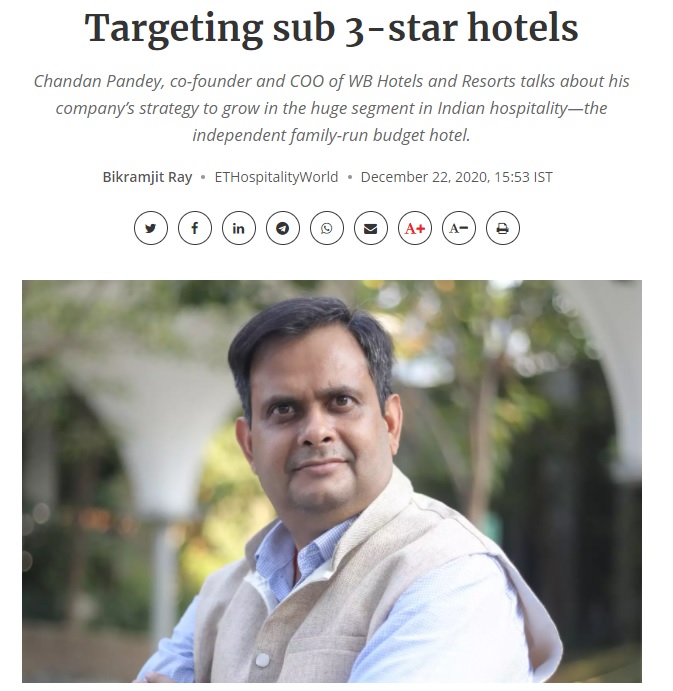 Targeting sub 3-star hotels
Chandan Pandey, co-founder and COO of WB Hotels and Resorts talks about his
company’s strategy to grow in the huge segment in Indian hospitality—the
independent family-run budget hotel.
Bikramjit Ray • ETHospitalityWorld • December 22, 2020, 15:53 IST
A+ A−